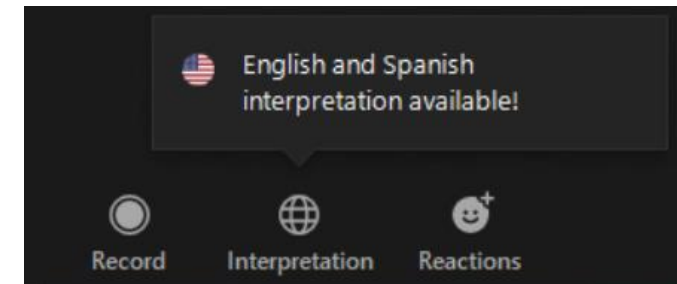 English and Spanish
interpretation available!
Record
Interpretation
Reactions